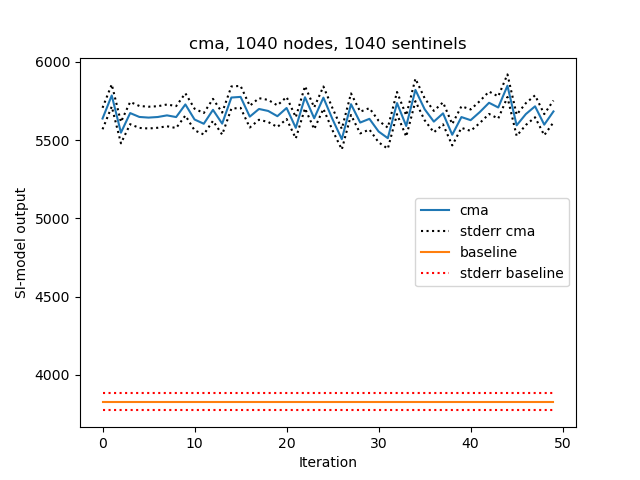 cma, 1040 nodes, 1040 sentinels
SI-model output
6000
5500
5000
4500
4000
cma
stderr cma
baseline
stderr baseline
0 10 20 30 40 50
Iteration